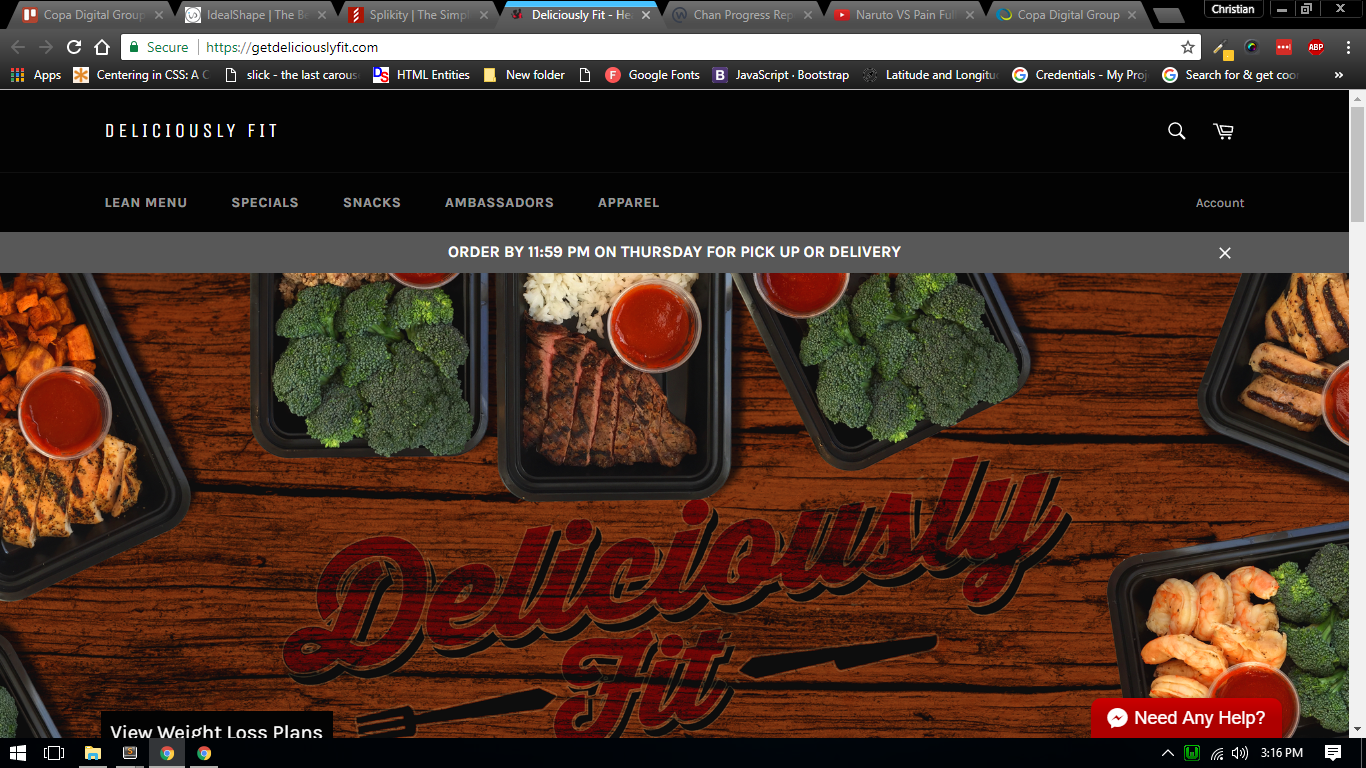 Copa Digital Group
IdealShape | The Be
Splikity | The Simpl
Deliciously Fit - He
Chan Progress Rep
Naruto VS Pain Full
Copa Digital Group
Christian
Secure
https://getdeliciouslyfit.com
ABP
Apps
Centering in CSS: A C
slick - the last carous
HTML Entities
New folder
Google Fonts
JavaScript · Bootstrap
Latitude and Longitu
Credentials - My Proj
Search for & get coor
»
DELICIOUSLY FIT
LEAN MENU
SPECIALS
SNACKS
AMBASSADORS
APPAREL
Account
ORDER BY 11:59 PM ON THURSDAY FOR PICK UP OR DELIVERY
Deliciously
Fit
View Weight Loss Plans
Need Any Help?
3:16 PM